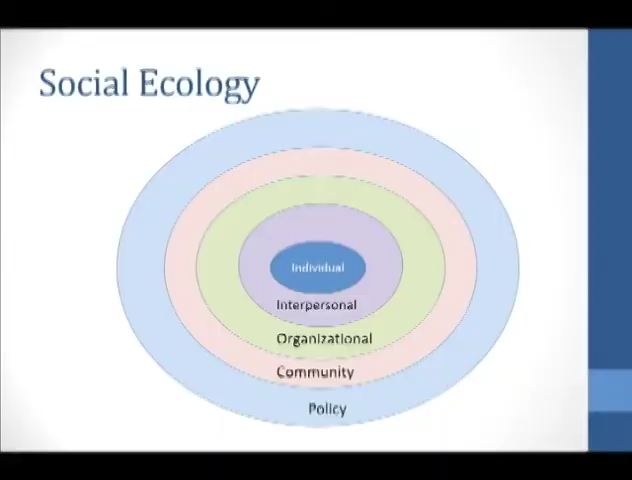 Social Ecology
Individual
Interpersonal
Organizational
Community
Policy